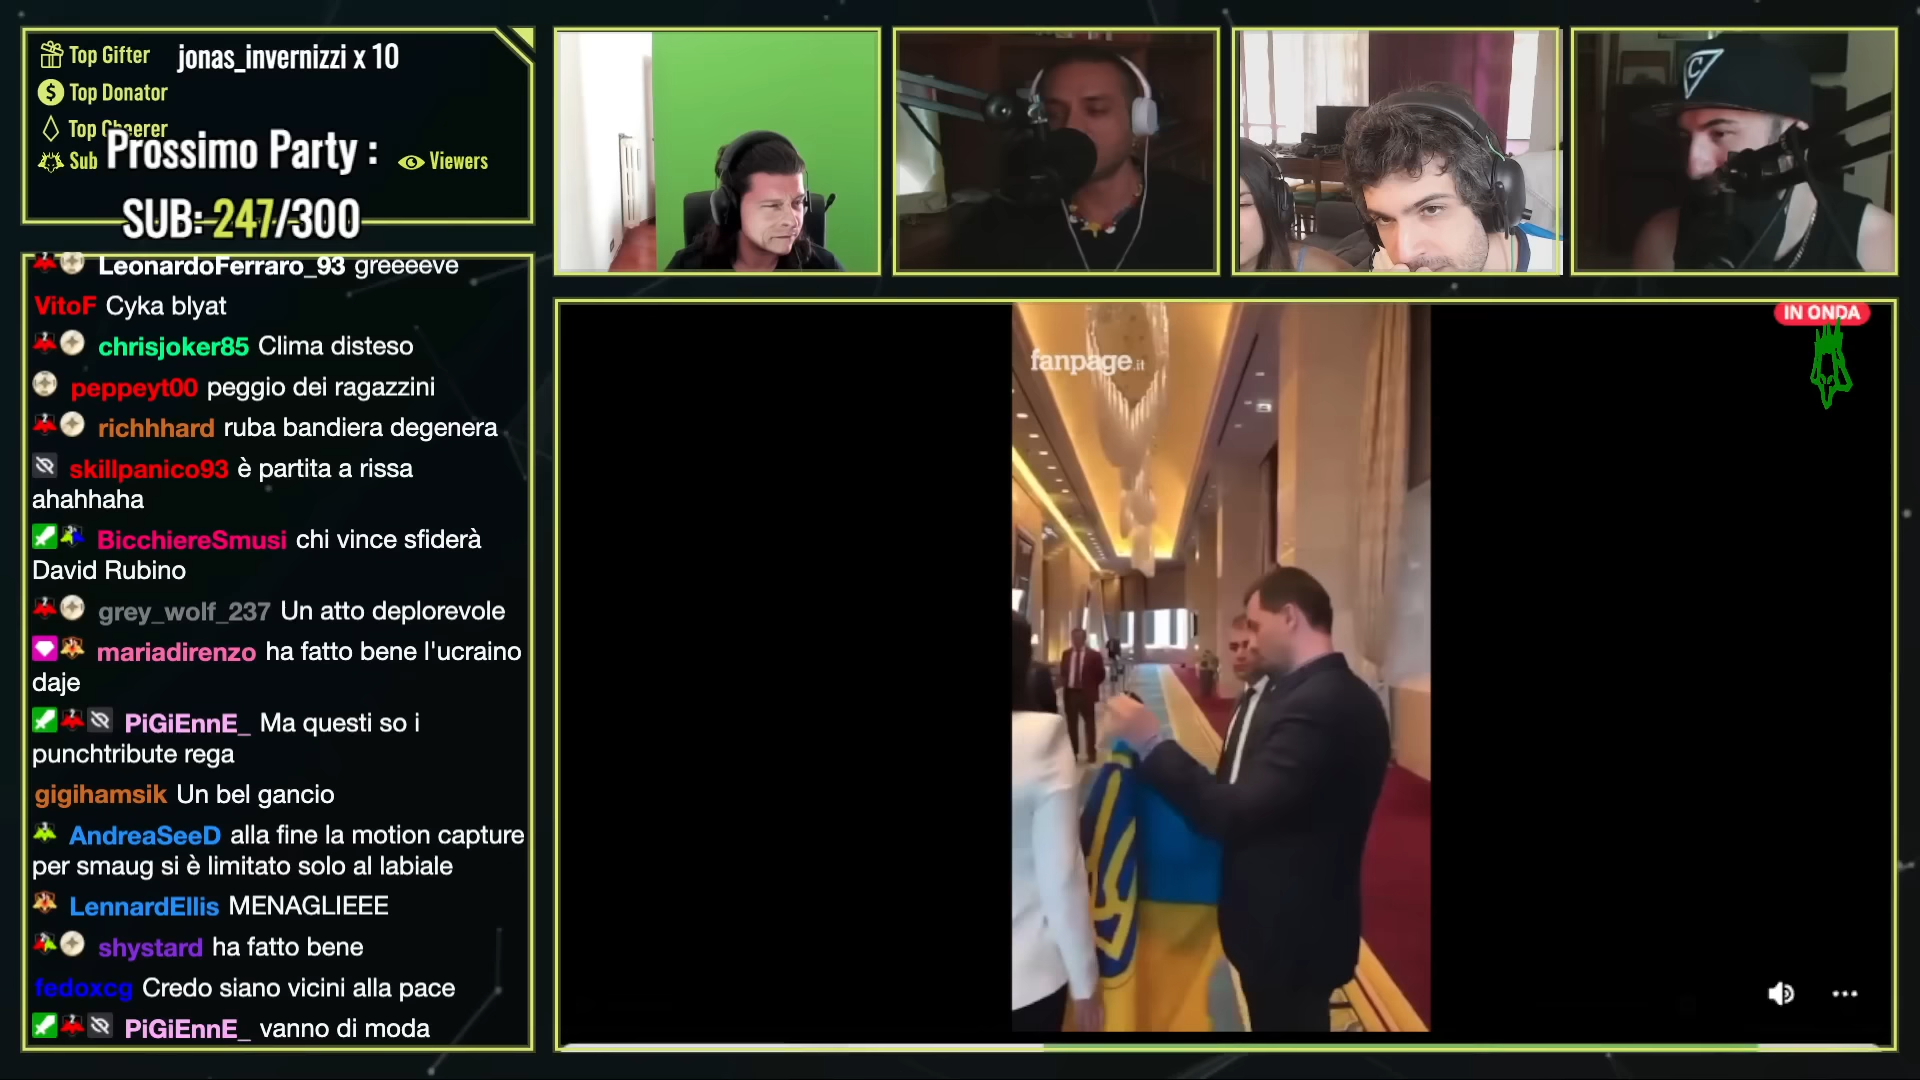 Top Gifter jonas_invernizzi x 10
Top Donator
Top Cheerer
Prossimo Party :
Sub
Viewers
SUB: 247/300
LeonardoFerraro_93 greeeeve
VitoF Cyka blyat
chrisjoker85 Clima disteso
peppeyt00 peggio dei ragazzini
richhhard ruba bandiera degenera
skillpanico93 è partita a rissa
ahahhaha
BicchiereSmusi chi vince sfiderà
David Rubino
grey_wolf_237 Un atto deplorevole
mariadirenzo ha fatto bene l'ucraino
daje
PiGiEnnE_ Ma questi so i
punchtribute rega
gigihamsik Un bel gancio
AndreaSeeD alla fine la motion capture
per smaug si è limitato solo al labiale
LennardEllis MENAGLIEEE
shystard ha fatto bene
fedoxcg Credo siano vicini alla pace
PiGiEnnE_ vanno di moda
C
fanpage.it
IN ONDA